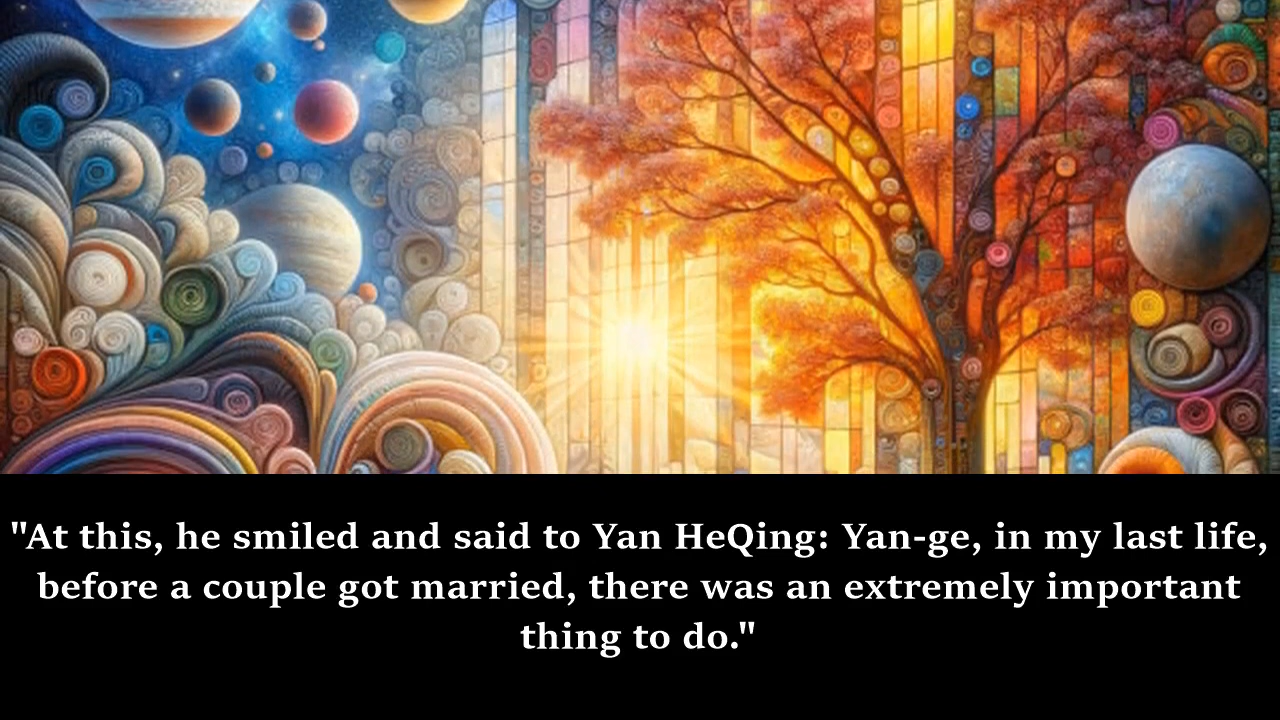 "At this, he smiled and said to Yan HeQing: Yan-ge, in my last life,
before a couple got married, there was an extremely important
thing to do."